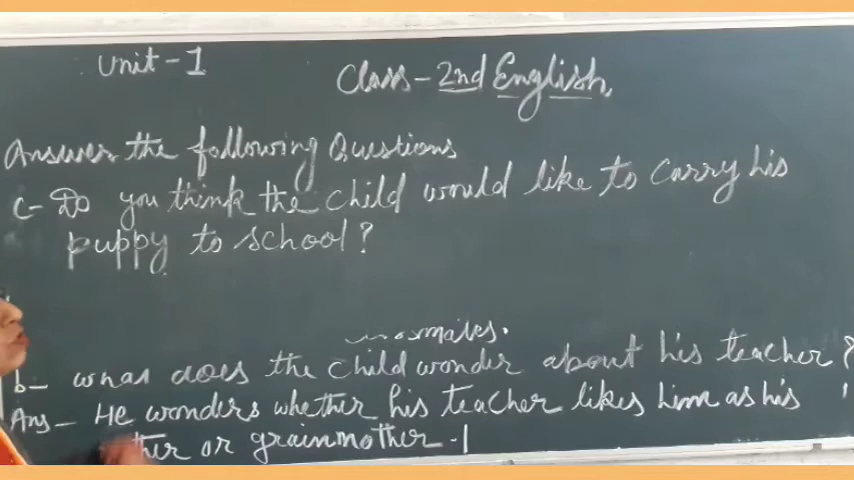 Unit - 1
Class - 2nd English.
Answer the following Questions
c- Do you think the child would like to carry his
puppy to school?
b- what does the child wonder about his teacher?
Ans - He wonders whether his teacher likes him as his
ther or grainmother.